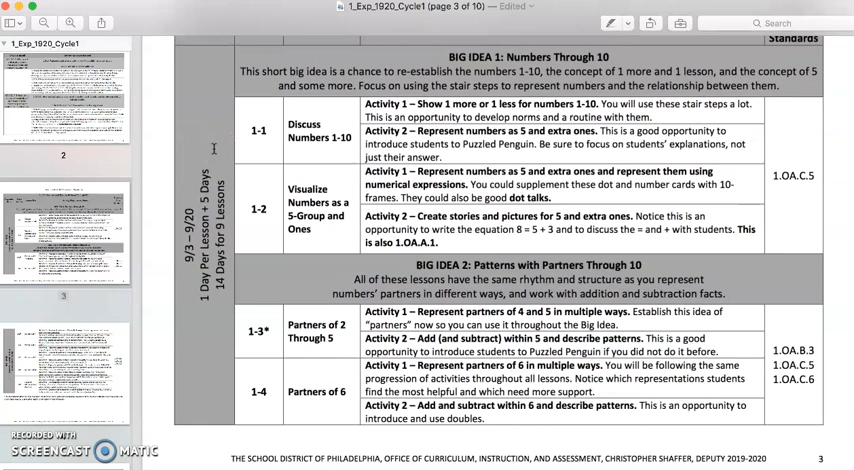 1_Exp_1920_Cycle1 (page 3 of 10) — Edited
Search
1_Exp_1920_Cycle1
2
3
Standards
BIG IDEA 1: Numbers Through 10
This short big idea is a chance to re-establish the numbers 1-10, the concept of 1 more and 1 lesson, and the concept of 5
and some more. Focus on using the stair steps to represent numbers and the relationship between them.
9/3 – 9/20
1 Day Per Lesson + 5 Days
14 Days for 9 Lessons
1-1
Discuss
Numbers 1-10
Activity 1 – Show 1 more or 1 less for numbers 1-10. You will use these stair steps a lot.
This is an opportunity to develop norms and a routine with them.
Activity 2 – Represent numbers as 5 and extra ones. This is a good opportunity to
introduce students to Puzzled Penguin. Be sure to focus on students' explanations, not
just their answer.
1-2
Visualize
Numbers as a
5-Group and
Ones
Activity 1 – Represent numbers as 5 and extra ones and represent them using
numerical expressions. You could supplement these dot and number cards with 10-
frames. They could also be good dot talks.
Activity 2 – Create stories and pictures for 5 and extra ones. Notice this is an
opportunity to write the equation 8 = 5 + 3 and to discuss the = and + with students. This
is also 1.OA.A.1.
1.OA.C.5
BIG IDEA 2: Patterns with Partners Through 10
All of these lessons have the same rhythm and structure as you represent
numbers' partners in different ways, and work with addition and subtraction facts.
1-3*
Partners of 2
Through 5
Activity 1 – Represent partners of 4 and 5 in multiple ways. Establish this idea of
"partners" now so you can use it throughout the Big Idea.
Activity 2 – Add (and subtract) within 5 and describe patterns. This is a good
opportunity to introduce students to Puzzled Penguin if you did not do it before.
1-4
Partners of 6
Activity 1 – Represent partners of 6 in multiple ways. You will be following the same
progression of activities throughout all lessons. Notice which representations students
find the most helpful and which need more support.
Activity 2 – Add and subtract within 6 and describe patterns. This is an opportunity to
introduce and use doubles.
1.OA.B.3
1.OA.C.5
1.OA.C.6
RECORDED WITH
SCREENCAST MATIC
THE SCHOOL DISTRICT OF PHILADELPHIA, OFFICE OF CURRICULUM, INSTRUCTION, AND ASSESSMENT, CHRISTOPHER SHAFFER, DEPUTY 2019-2020
3